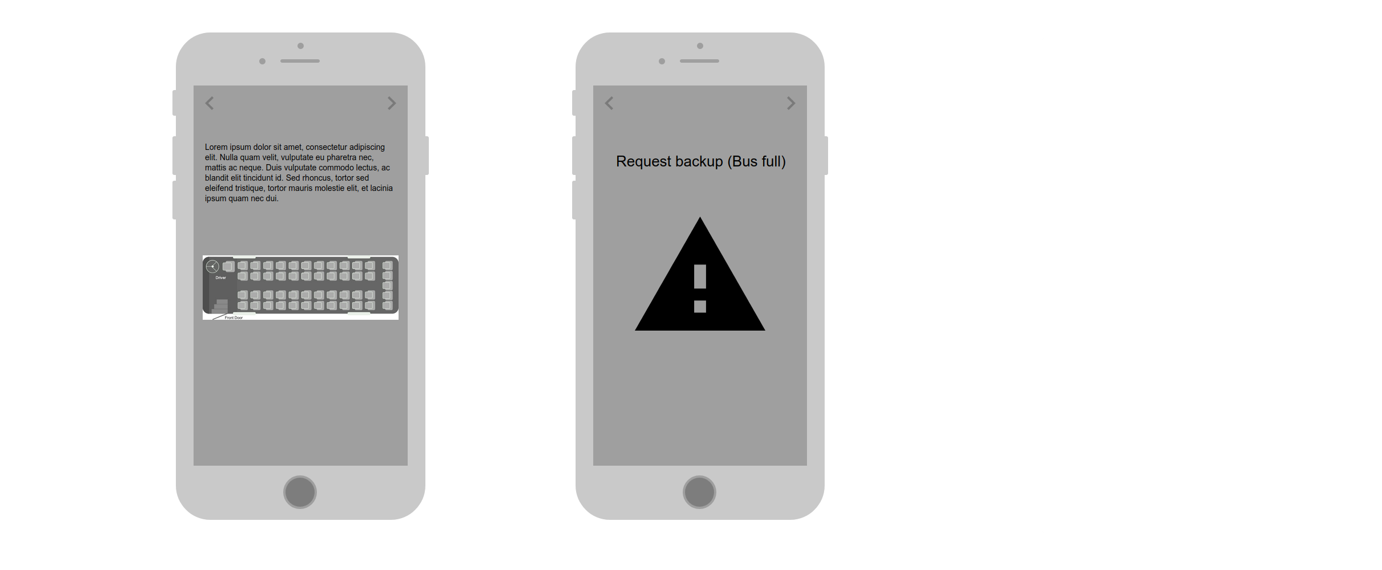 Lorem ipsum dolor sit amet, consectetur adipiscing
elit. Nulla quam velit, vulputate eu pharetra nec,
mattis ac neque. Duis vulputate commodo lectus, ac
blandit elit tincidunt id. Sed rhoncus, tortor sed
eleifend tristique, tortor mauris molestie elit, et lacinia
ipsum quam nec dui.
Driver
Front Door
Request backup (Bus full)